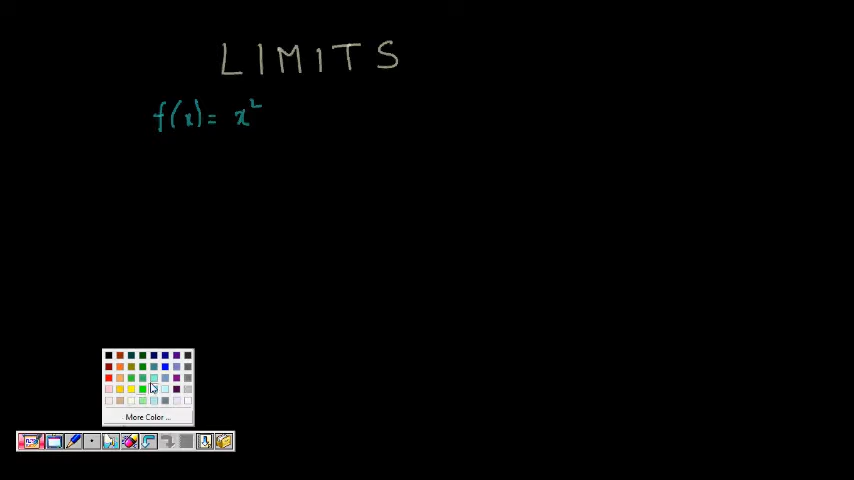 LIMITS
f(x) = x²
More Color ...